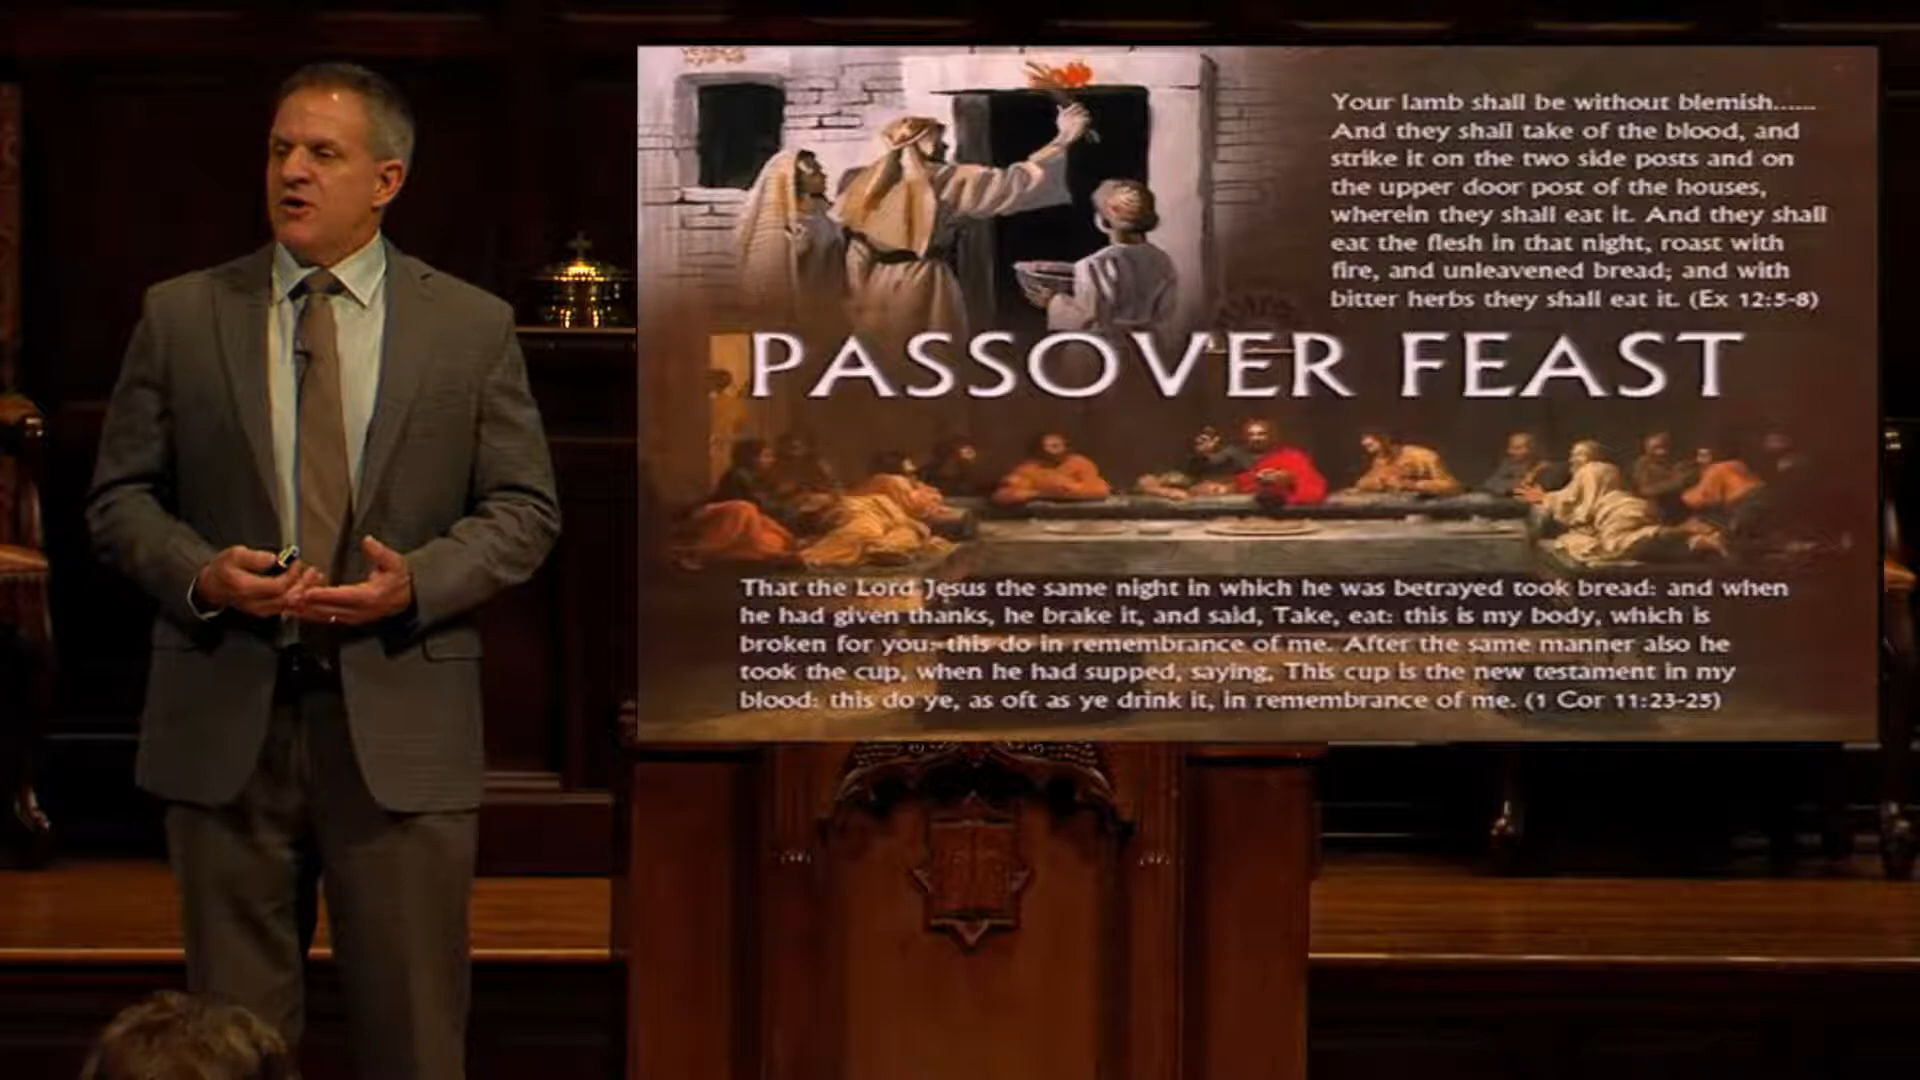 Your lamb shall be without blemish......
And they shall take of the blood, and
strike it on the two side posts and on
the upper door post of the houses,
wherein they shall eat it. And they shall
eat the flesh in that night, roast with
fire, and unleavened bread; and with
bitter herbs they shall eat it. (Ex 12:5-8)
PASSOVER FEAST
That the Lord Jesus the same night in which he was betrayed took bread: and when
he had given thanks, he brake it, and said, Take, eat: this is my body, which is
broken for you: this do in remembrance of me. After the same manner also he
took the cup, when he had supped, saying, This cup is the new testament in my
blood: this do ye, as oft as ye drink it, in remembrance of me. (1 Cor 11:23-25)